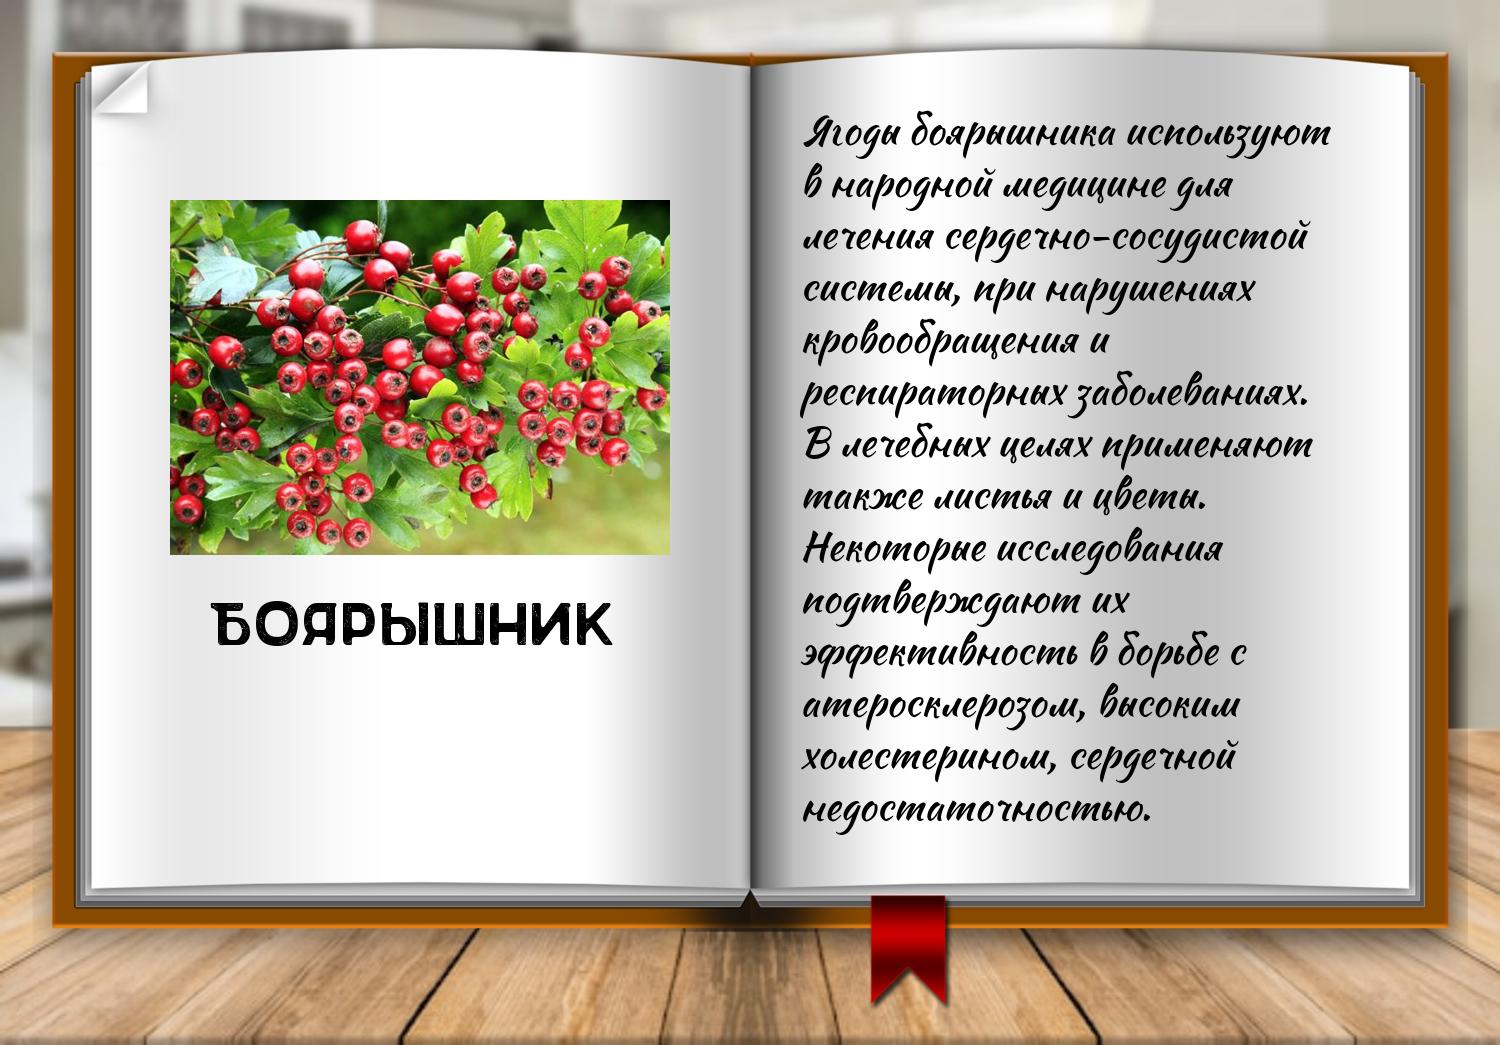 БОЯРЫШНИК
Ягоды боярышника используют
в народной медицине для
лечения сердечно-сосудистой
системы, при нарушениях
кровообращения и
респираторных заболеваниях.
В лечебных целях применяют
также листья и цветы.
Некоторые исследования
подтверждают их
эффективность в борьбе с
атеросклерозом, высоким
холестерином, сердечной
недостаточностью.